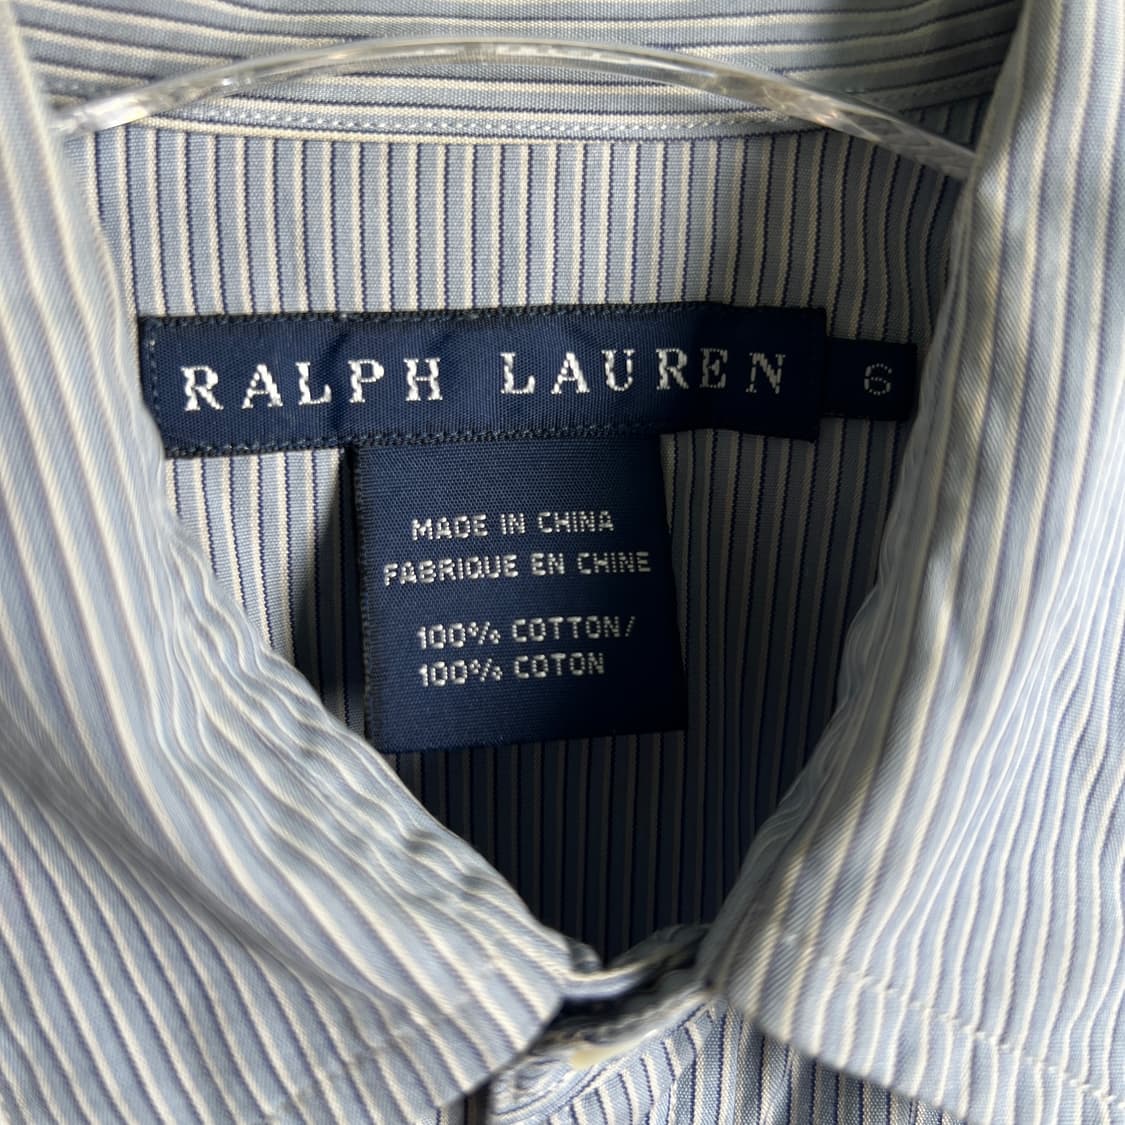 RALPH LAUREN 6
MADE IN CHINA
FABRIQUE EN CHINE
100% COTTON/
100% COTON